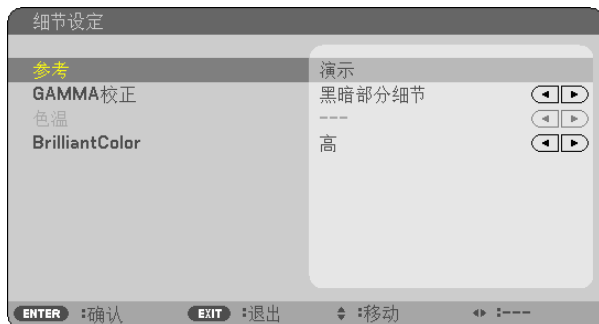 细节设定
参考 演示
GAMMA校正 黑暗部分细节
色温 ---
BrilliantColor 高
ENTER :确认 EXIT :退出 :移动 :---